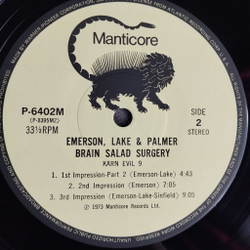 Manticore
P-6402M
(P-8395M2)
33⅓RPM
SIDE
2
STEREO
EMERSON, LAKE & PALMER
BRAIN SALAD SURGERY
KARN EVIL 9
1. 1st Impression-Part 2 (Emerson-Lake) 4:43
2. 2nd Impression (Emerson) 7:05
3. 3rd Impression (Emerson-Lake-Sinfield) 9:05
℗ 1973 Manticore Records Ltd.